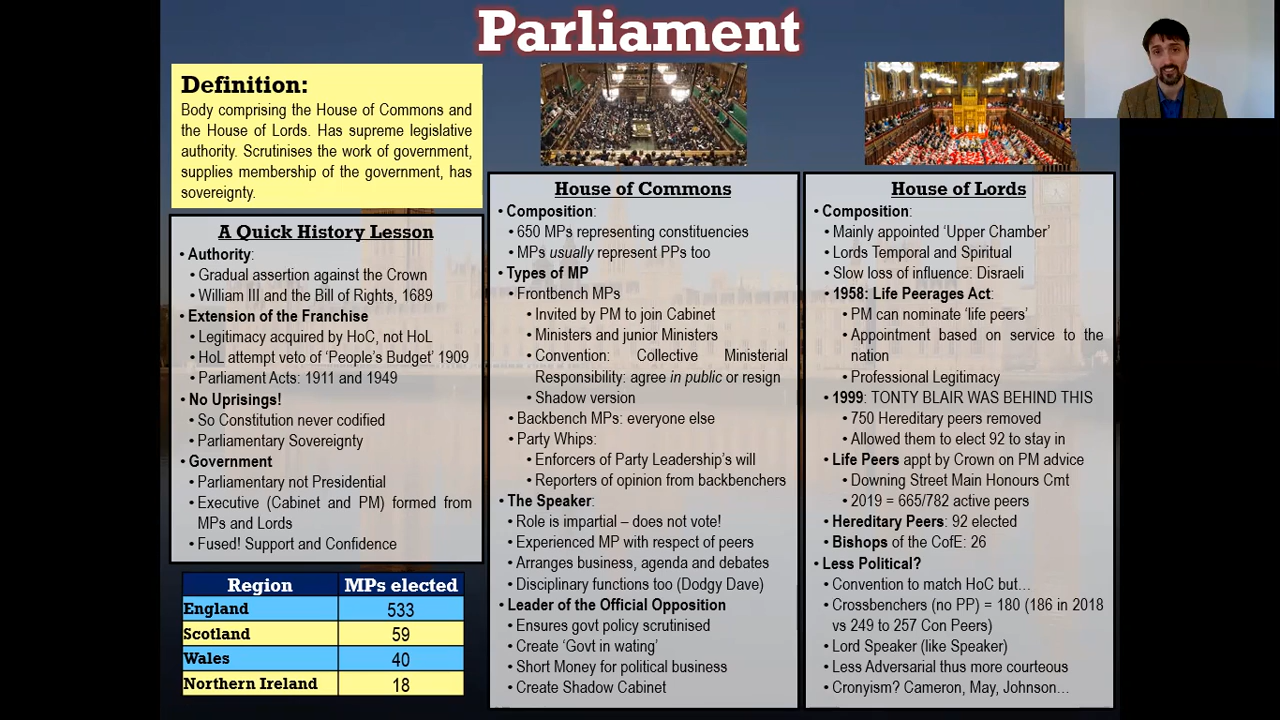 Parliament
Definition:
Body comprising the House of Commons and
the House of Lords. Has supreme legislative
authority. Scrutinises the work of government,
supplies membership of the government, has
sovereignty.
A Quick History Lesson
• Authority:
• Gradual assertion against the Crown
• William III and the Bill of Rights, 1689
• Extension of the Franchise
• Legitimacy acquired by HoC, not HoL
• HoL attempt veto of ‘People’s Budget’ 1909
• Parliament Acts: 1911 and 1949
• No Uprisings!
• So Constitution never codified
• Parliamentary Sovereignty
• Government
• Parliamentary not Presidential
• Executive (Cabinet and PM) formed from
MPs and Lords
• Fused! Support and Confidence
Region MPs elected
England 533
Scotland 59
Wales 40
Northern Ireland 18
House of Commons
• Composition:
• 650 MPs representing constituencies
• MPs usually represent PPs too
• Types of MP
• Frontbench MPs
• Invited by PM to join Cabinet
• Ministers and junior Ministers
• Convention: Collective Ministerial
Responsibility: agree in public or resign
• Shadow version
• Backbench MPs: everyone else
• Party Whips:
• Enforcers of Party Leadership’s will
• Reporters of opinion from backbenchers
• The Speaker:
• Role is impartial – does not vote!
• Experienced MP with respect of peers
• Arranges business, agenda and debates
• Disciplinary functions too (Dodgy Dave)
• Leader of the Official Opposition
• Ensures govt policy scrutinised
• Create ‘Govt in wating’
• Short Money for political business
• Create Shadow Cabinet
House of Lords
• Composition:
• Mainly appointed ‘Upper Chamber’
• Lords Temporal and Spiritual
• Slow loss of influence: Disraeli
• 1958: Life Peerages Act:
• PM can nominate ‘life peers’
• Appointment based on service to the
nation
• Professional Legitimacy
• 1999: TONTY BLAIR WAS BEHIND THIS
• 750 Hereditary peers removed
• Allowed them to elect 92 to stay in
• Life Peers appt by Crown on PM advice
• Downing Street Main Honours Cmt
• 2019 = 665/782 active peers
• Hereditary Peers: 92 elected
• Bishops of the CofE: 26
• Less Political?
• Convention to match HoC but…
• Crossbenchers (no PP) = 180 (186 in 2018
vs 249 to 257 Con Peers)
• Lord Speaker (like Speaker)
• Less Adversarial thus more courteous
• Cronyism? Cameron, May, Johnson…